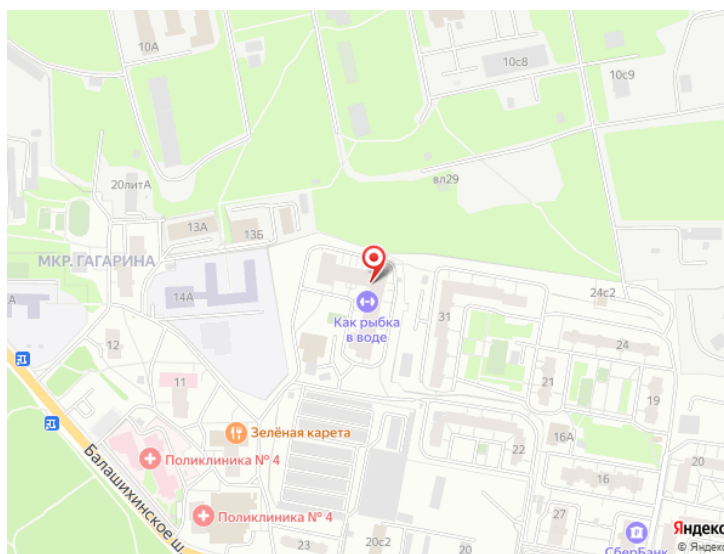 10А
10с8
10с9
вл29
20литА
13А
13Б
МКР. ГАГАРИНА
14А
24с2
Как рыбка
в воде
31
24
12
21
11
19
Зелёная карета
16А
22
Поликлиника № 4
20
16
Балашихинское ш.
Поликлиника № 4
27
23
20с2
СберБанк
Яндекс
© Яндекс